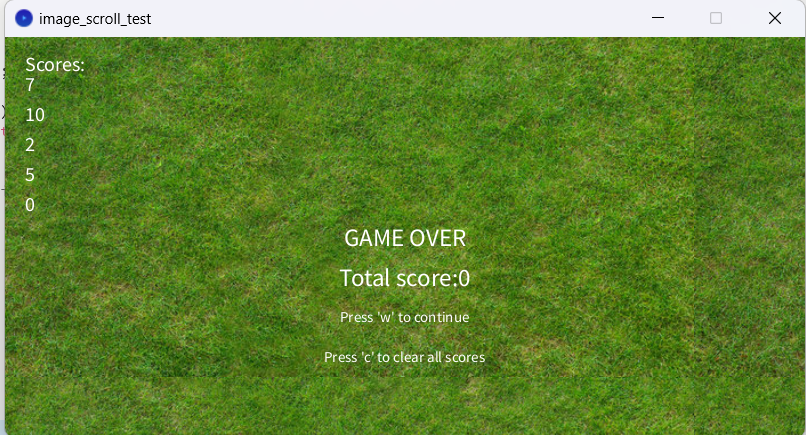 image_scroll_test
Scores:
7
10
2
5
0
GAME OVER
Total score:0
Press 'w' to continue
Press 'c' to clear all scores